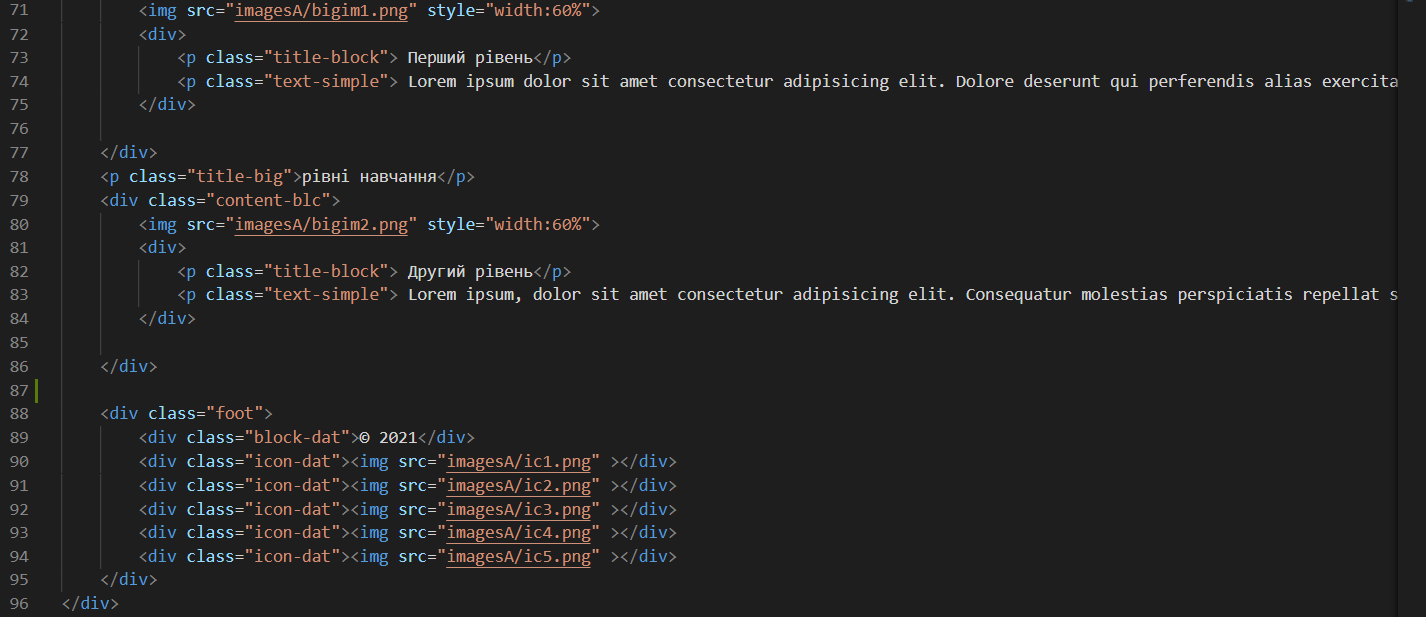 71 <img src="imagesA/bigim1.png" style="width:60%">
72 <div>
73 <p class="title-block"> Перший рівень</p>
74 <p class="text-simple"> Lorem ipsum dolor sit amet consectetur adipisicing elit. Dolore deserunt qui perferendis alias exercita
75 </div>
76
77 </div>
78 <p class="title-big">рівні навчання</p>
79 <div class="content-blc">
80 <img src="imagesA/bigim2.png" style="width:60%">
81 <div>
82 <p class="title-block"> Другий рівень</p>
83 <p class="text-simple"> Lorem ipsum, dolor sit amet consectetur adipisicing elit. Consequatur molestias perspiciatis repellat s
84 </div>
85
86 </div>
87
88 <div class="foot">
89 <div class="block-dat">© 2021</div>
90 <div class="icon-dat"><img src="imagesA/ic1.png" ></div>
91 <div class="icon-dat"><img src="imagesA/ic2.png" ></div>
92 <div class="icon-dat"><img src="imagesA/ic3.png" ></div>
93 <div class="icon-dat"><img src="imagesA/ic4.png" ></div>
94 <div class="icon-dat"><img src="imagesA/ic5.png" ></div>
95 </div>
96 </div>